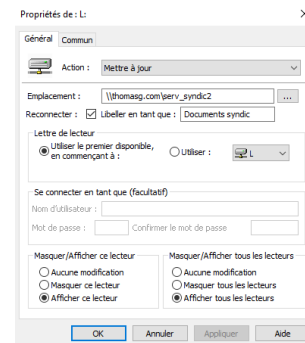 Propriétés de : L:
Général Commun
Action : Mettre à jour
Emplacement : \\thomasg.com\serv_syndic2 ...
Reconnecter : Libeller en tant que : Documents syndic
Lettre de lecteur
Utiliser le premier disponible, en commençant à : Utiliser : L
Se connecter en tant que (facultatif)
Nom d'utilisateur :
Mot de passe : Confirmer le mot de passe
Masquer/Afficher ce lecteur Masquer/Afficher tous les lecteurs
Aucune modification Aucune modification
Masquer ce lecteur Masquer tous les lecteurs
Afficher ce lecteur Afficher tous les lecteurs
OK Annuler Appliquer Aide